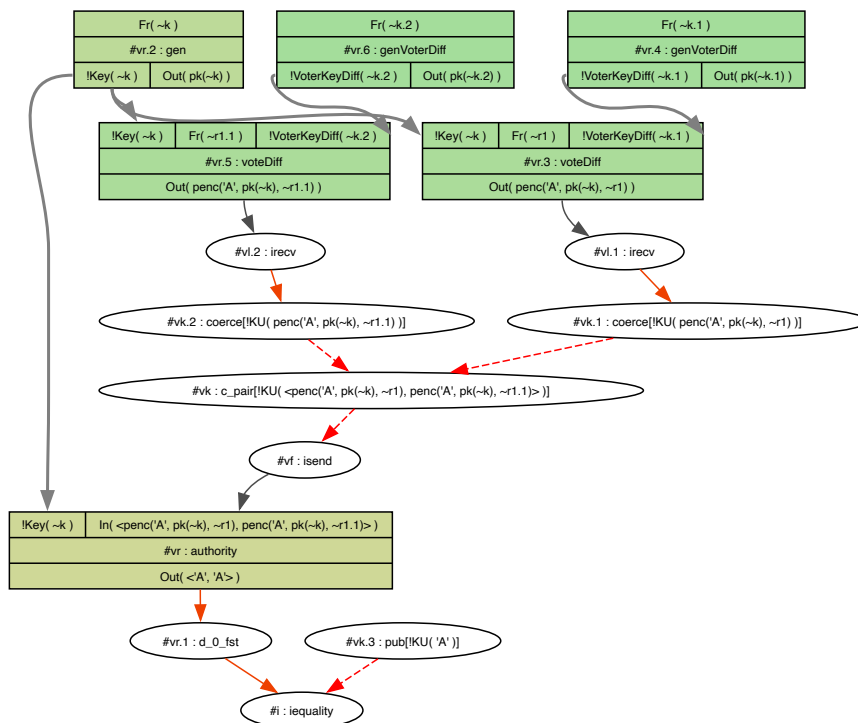 Fr( ~k )
#vr.2 : gen
!Key( ~k ) Out( pk(~k) )
Fr( ~k.2 )
#vr.6 : genVoterDiff
!VoterKeyDiff( ~k.2 ) Out( pk(~k.2) )
Fr( ~k.1 )
#vr.4 : genVoterDiff
!VoterKeyDiff( ~k.1 ) Out( pk(~k.1) )
!Key( ~k ) Fr( ~r1.1 ) !VoterKeyDiff( ~k.2 )
#vr.5 : voteDiff
Out( penc('A', pk(~k), ~r1.1) )
!Key( ~k ) Fr( ~r1 ) !VoterKeyDiff( ~k.1 )
#vr.3 : voteDiff
Out( penc('A', pk(~k), ~r1) )
#vl.2 : irecv
#vl.1 : irecv
#vk.2 : coerce[!KU( penc('A', pk(~k), ~r1.1) )]
#vk.1 : coerce[!KU( penc('A', pk(~k), ~r1) )]
#vk : c_pair[!KU( <penc('A', pk(~k), ~r1), penc('A', pk(~k), ~r1.1)> )]
#vf : isend
!Key( ~k ) In( <penc('A', pk(~k), ~r1), penc('A', pk(~k), ~r1.1)> )
#vr : authority
Out( <'A', 'A'> )
#vr.1 : d_0_fst
#vk.3 : pub[!KU( 'A' )]
#i : iequality